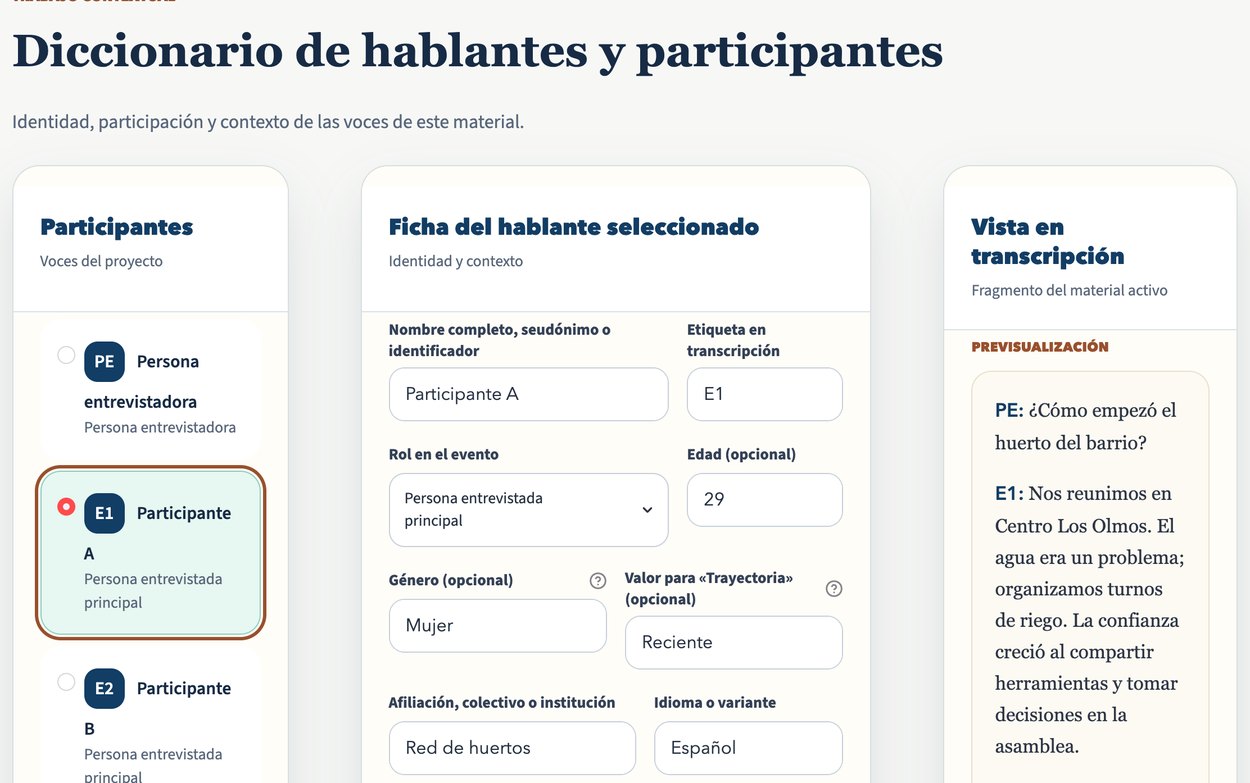 Diccionario de hablantes y participantes
Identidad, participación y contexto de las voces de este material.
Participantes
Voces del proyecto
PE Persona
entrevistadora
Persona entrevistadora
E1 Participante
A
Persona entrevistada
principal
E2 Participante
B
Persona entrevistada
principal
Ficha del hablante seleccionado
Identidad y contexto
Nombre completo, seudónimo o
identificador
Participante A
Etiqueta en
transcripción
E1
Rol en el evento
Persona entrevistada
principal
Edad (opcional)
29
Género (opcional) ?
Mujer
Valor para «Trayectoria»
(opcional) ?
Reciente
Afiliación, colectivo o institución
Red de huertos
Idioma o variante
Español
Vista en
transcripción
Fragmento del material activo
PREVISUALIZACIÓN
PE: ¿Cómo empezó el
huerto del barrio?
E1: Nos reunimos en
Centro Los Olmos. El
agua era un problema;
organizamos turnos
de riego. La confianza
creció al compartir
herramientas y tomar
decisiones en la
asamblea.